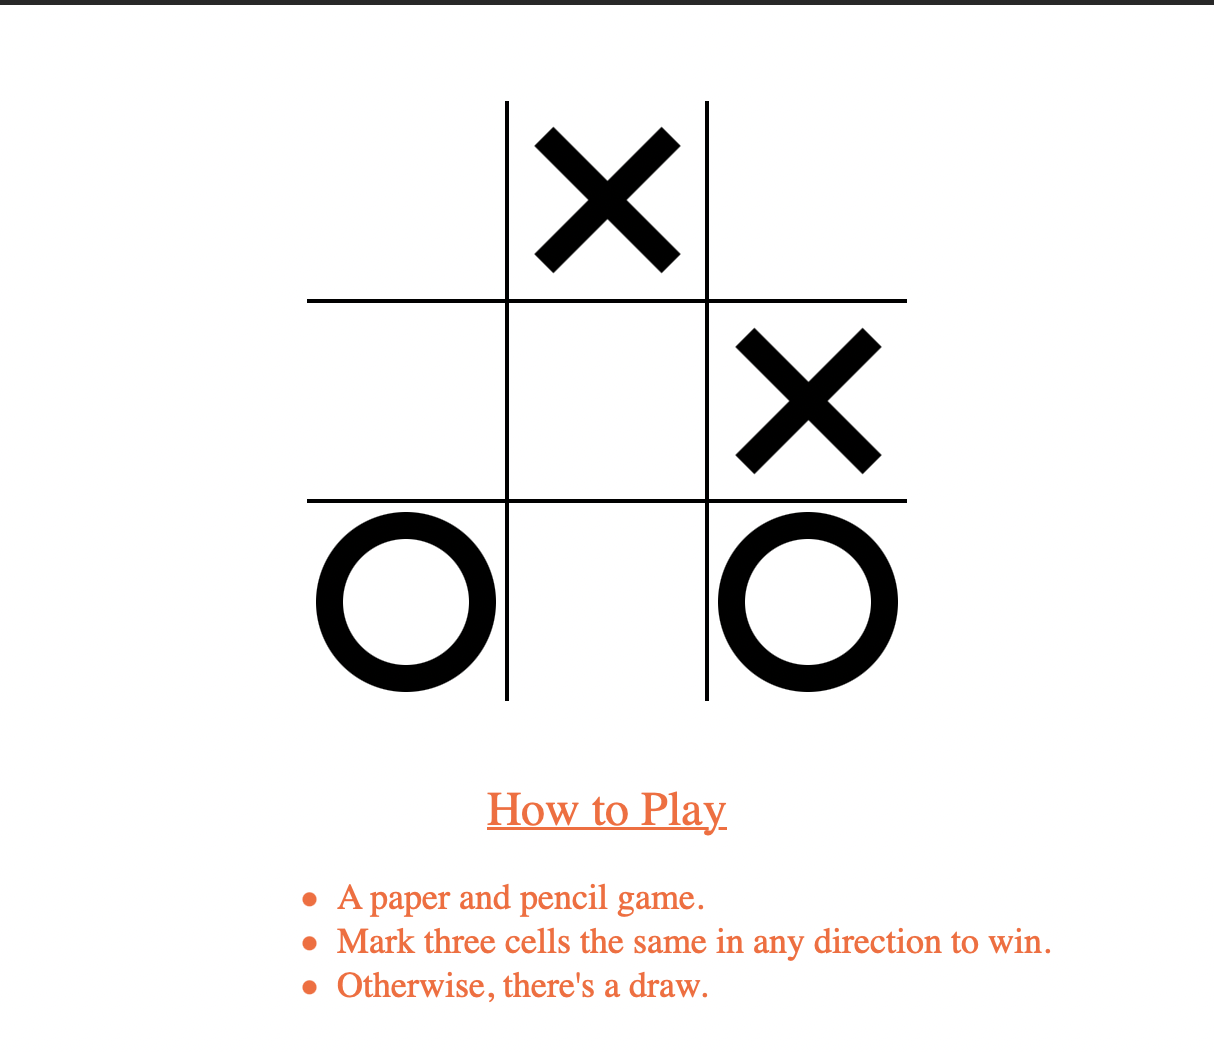 How to Play
• A paper and pencil game.
• Mark three cells the same in any direction to win.
• Otherwise, there's a draw.